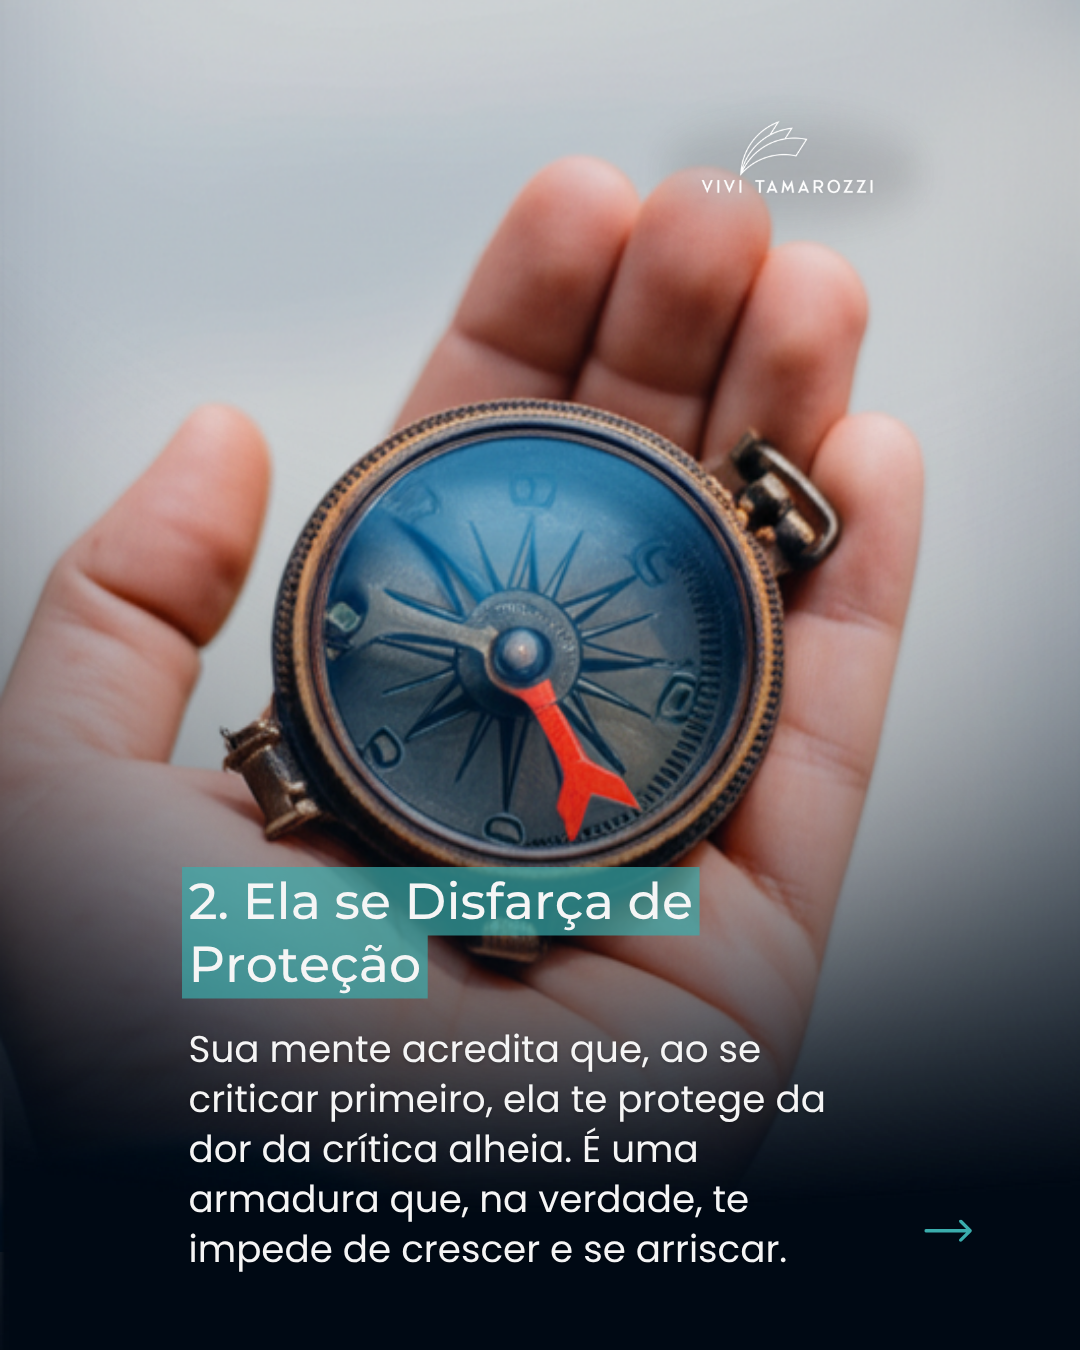 VIVI TAMAROZZI
2. Ela se Disfarça de
Proteção
Sua mente acredita que, ao se
criticar primeiro, ela te protege da
dor da crítica alheia. É uma
armadura que, na verdade, te
impede de crescer e se arriscar.